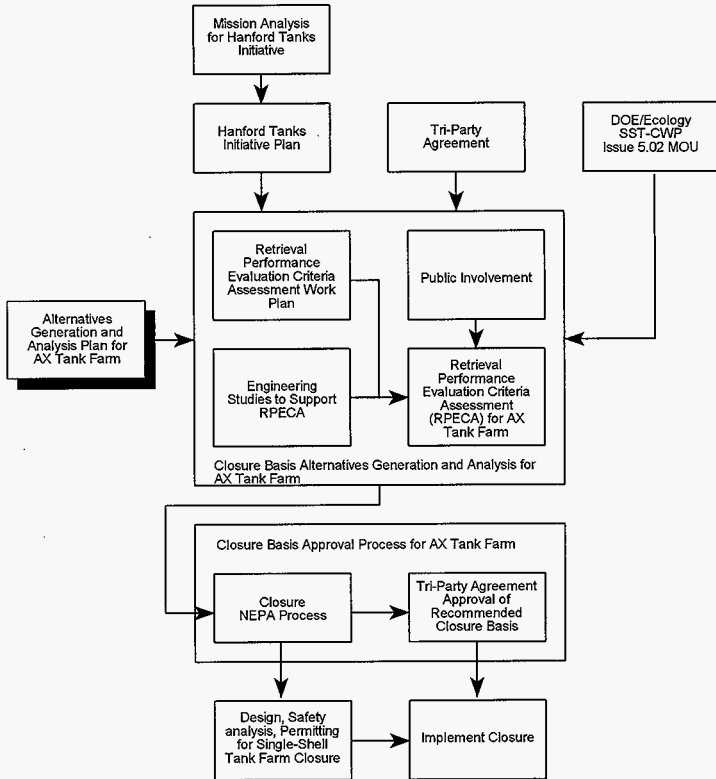 Mission Analysis
for Hanford Tanks
Initiative
Hanford Tanks
Initiative Plan
Tri-Party
Agreement
DOE/Ecology
SST-CWP
Issue 5.02 MOU
Retrieval
Performance
Evaluation Criteria
Assessment Work
Plan
Public Involvement
Alternatives
Generation and
Analysis Plan for
AX Tank Farm
Engineering
Studies to Support
RPECA
Retrieval
Performance
Evaluation Criteria
Assessment
(RPECA) for AX
Tank Farm
Closure Basis Alternatives Generation and Analysis for
AX Tank Farm
Closure Basis Approval Process for AX Tank Farm
Closure
NEPA Process
Tri-Party Agreement
Approval of
Recommended
Closure Basis
Design, Safety
analysis, Permitting
for Single-Shell
Tank Farm Closure
Implement Closure